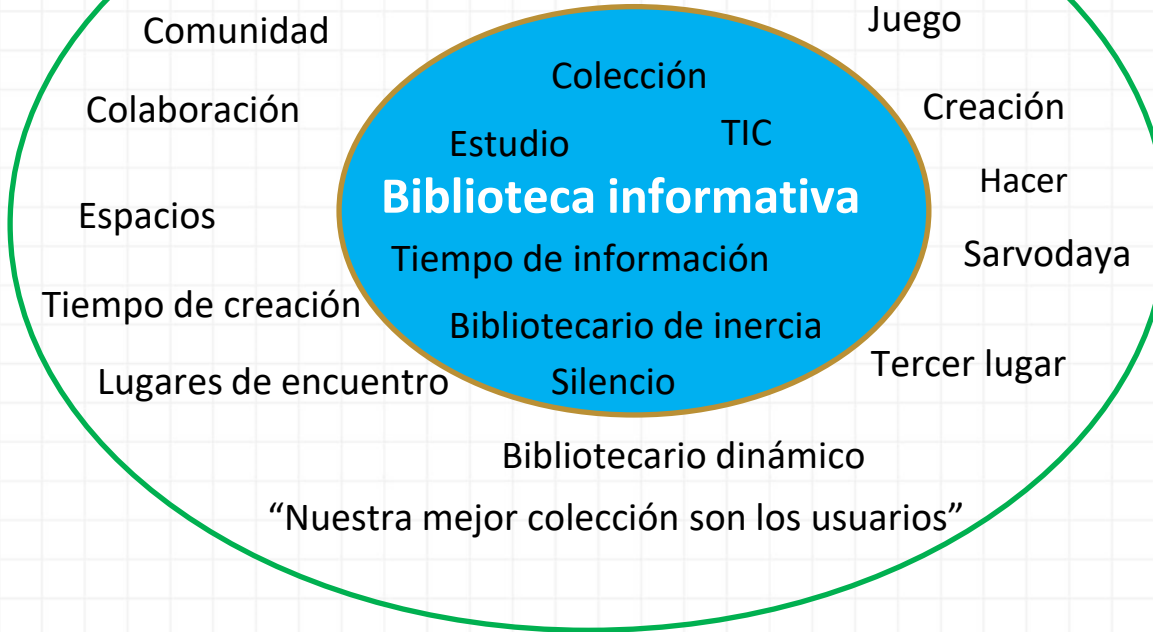 Comunidad
Juego
Colección
Colaboración
Creación
Estudio
TIC
Hacer
Biblioteca informativa
Espacios
Sarvodaya
Tiempo de información
Tiempo de creación
Bibliotecario de inercia
Tercer lugar
Lugares de encuentro
Silencio
Bibliotecario dinámico
“Nuestra mejor colección son los usuarios”